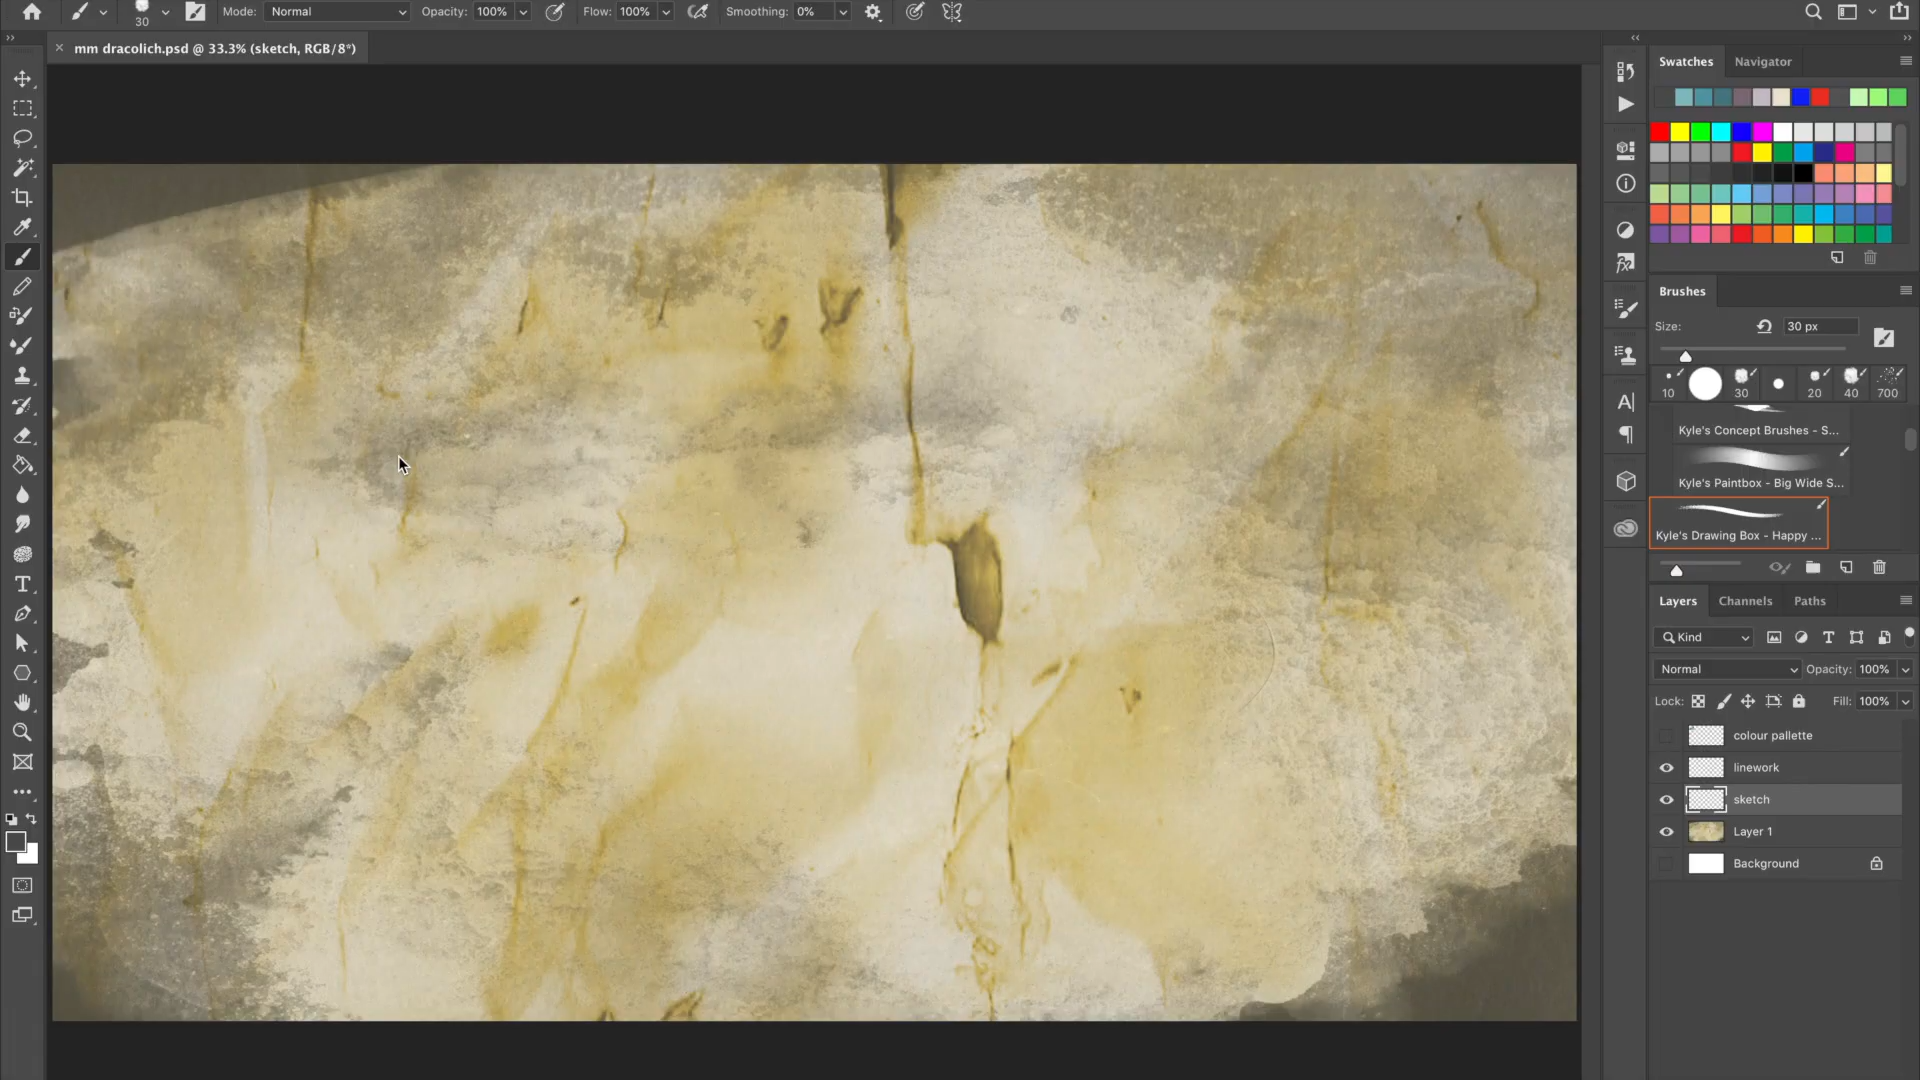 30
Mode: Normal
Opacity: 100%
Flow: 100%
Smoothing: 0%
mm dracolich.psd @ 33.3% (sketch, RGB/8*)
Swatches
Navigator
Brushes
Size:
30 px
10
30
20
40
700
Kyle's Concept Brushes - S...
Kyle's Paintbox - Big Wide S...
Kyle's Drawing Box - Happy ...
Layers
Channels
Paths
Kind
Normal
Opacity: 100%
Lock:
Fill: 100%
colour pallette
linework
sketch
Layer 1
Background